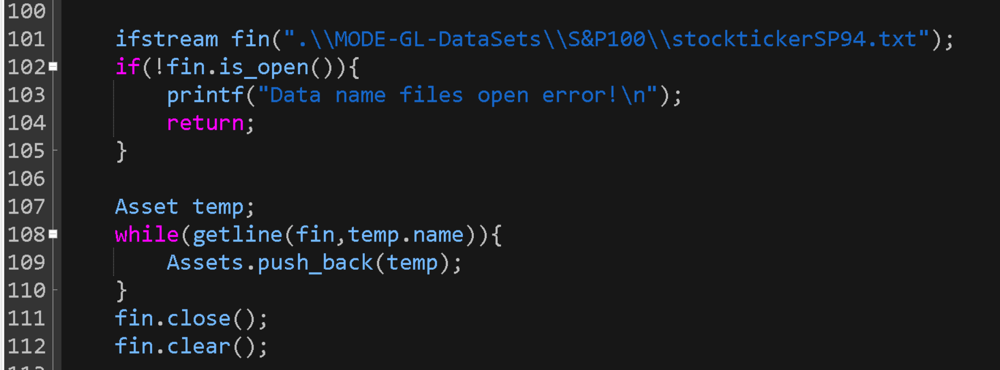 100
101 ifstream fin(".\\MODE-GL-DataSets\\S&P100\\stocktickerSP94.txt");
102 if(!fin.is_open()){
103 printf("Data name files open error!\n");
104 return;
105 }
106
107 Asset temp;
108 while(getline(fin,temp.name)){
109 Assets.push_back(temp);
110 }
111 fin.close();
112 fin.clear();